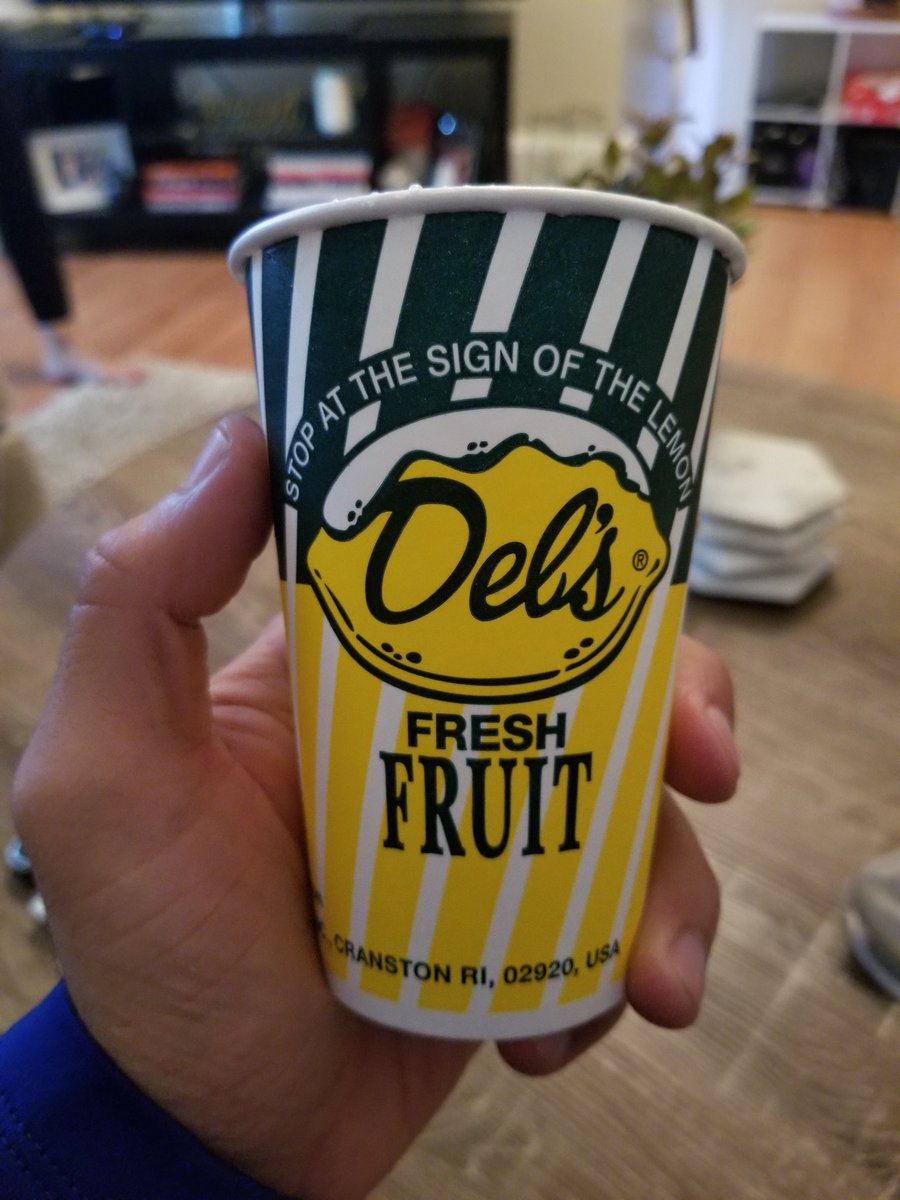 STOP AT THE SIGN OF THE LEMON
Del's ®
FRESH
FRUIT
CRANSTON RI, 02920, USA